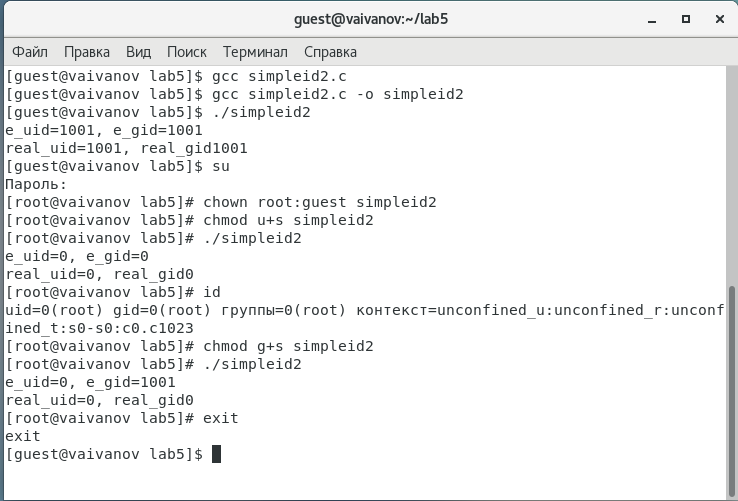 guest@vaivanov:~/lab5
Файл Правка Вид Поиск Терминал Справка
[guest@vaivanov lab5]$ gcc simpleid2.c
[guest@vaivanov lab5]$ gcc simpleid2.c -o simpleid2
[guest@vaivanov lab5]$ ./simpleid2
e_uid=1001, e_gid=1001
real_uid=1001, real_gid1001
[guest@vaivanov lab5]$ su
Пароль:
[root@vaivanov lab5]# chown root:guest simpleid2
[root@vaivanov lab5]# chmod u+s simpleid2
[root@vaivanov lab5]# ./simpleid2
e_uid=0, e_gid=0
real_uid=0, real_gid0
[root@vaivanov lab5]# id
uid=0(root) gid=0(root) группы=0(root) контекст=unconfined_u:unconfined_r:unconf
ined_t:s0-s0:c0.c1023
[root@vaivanov lab5]# chmod g+s simpleid2
[root@vaivanov lab5]# ./simpleid2
e_uid=0, e_gid=1001
real_uid=0, real_gid0
[root@vaivanov lab5]# exit
exit
[guest@vaivanov lab5]$